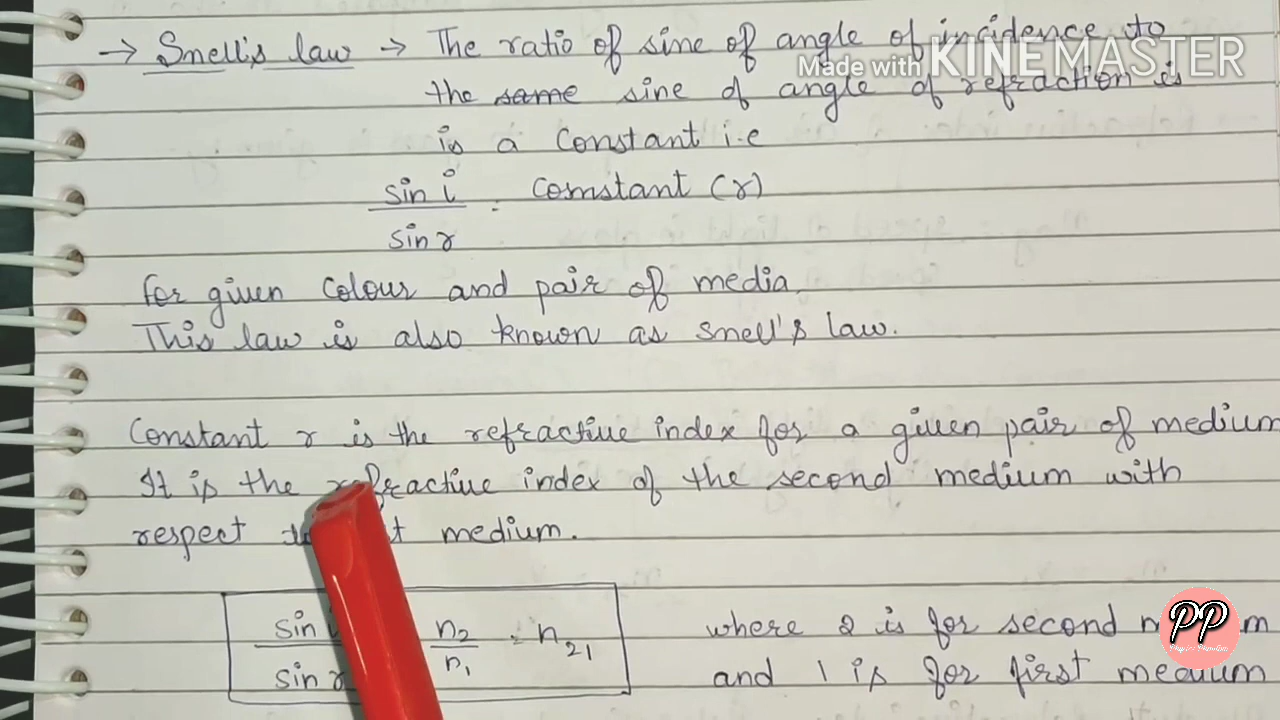 → Snell's law → The ratio of sine of angle of incidence to
Made with KINEMASTER
the same sine of angle of refraction is
is a constant i.e
sin i / sin r = constant (r)
for given colour and pair of media.
This law is also known as snell's law.
Constant r is the refractive index for a given pair of medium
It is the refractive index of the second medium with
respect medium.
sin / sin r n2 / n1 = n21
where 2 is for second
and 1 is for first medium
PP